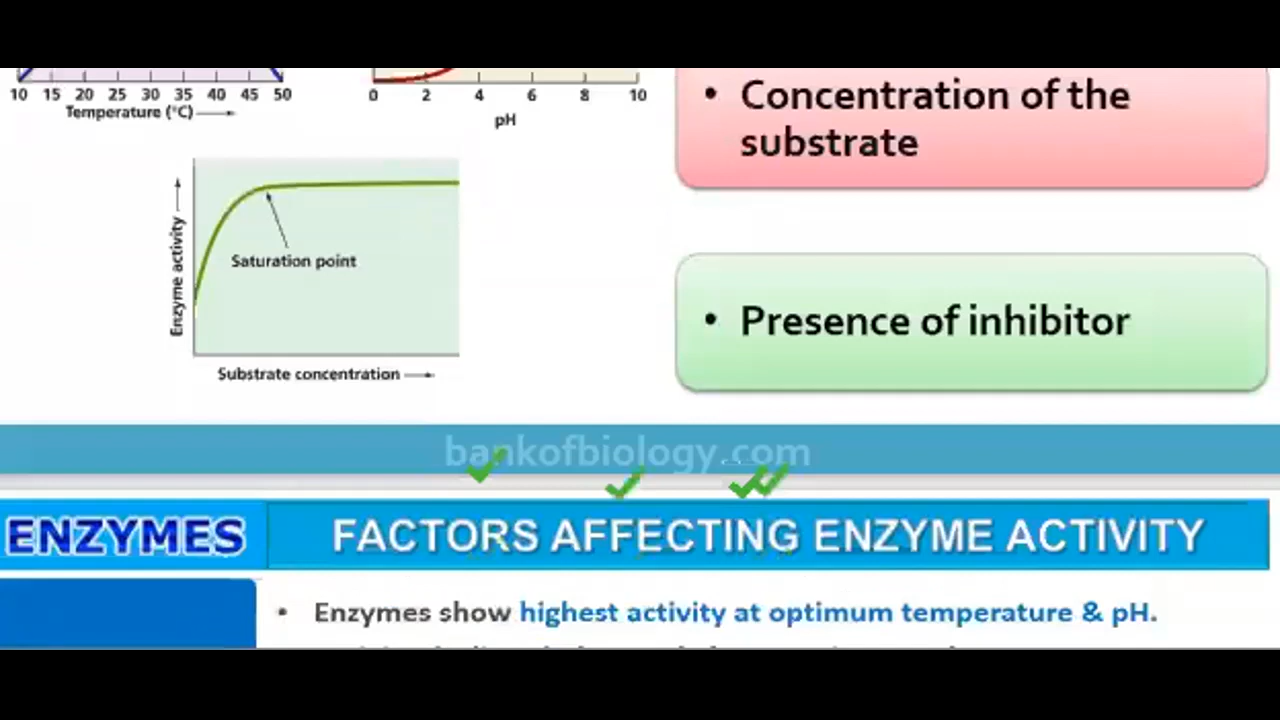 10 15 20 25 30 35 40 45 50
Temperature (°C)
0 2 4 6 8 10
pH
Enzyme activity
Saturation point
Substrate concentration
• Concentration of the
substrate
• Presence of inhibitor
bankofbiology.com
ENZYMES
FACTORS AFFECTING ENZYME ACTIVITY
• Enzymes show highest activity at optimum temperature & pH.